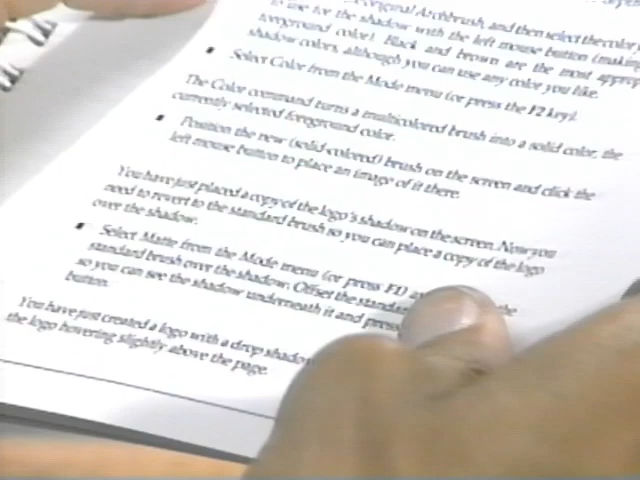 original
and then select the color
to use for the shadow with the left mouse button (making
foreground color). Black and brown are the most
shadow colors, although you can use any color you like.
▪ Select Color from the Mode menu (or press the F2 key).
The Color command turns a multicolored brush into a solid color, the
currently selected foreground color.
▪ Position the new (solid-colored) brush on the screen and click the
left mouse button to place an image of it there.
You have just placed a copy of the logo's shadow on the screen. Now you
need to revert to the standard brush so you can place a copy of the logo
over the shadow.
▪ Select Matte from the Mode menu (or press F1) the
standard brush over the shadow. Offset the
so you can see the shadow underneath it and press
button.
You have just created a logo with a drop
the logo hovering slightly above the page.